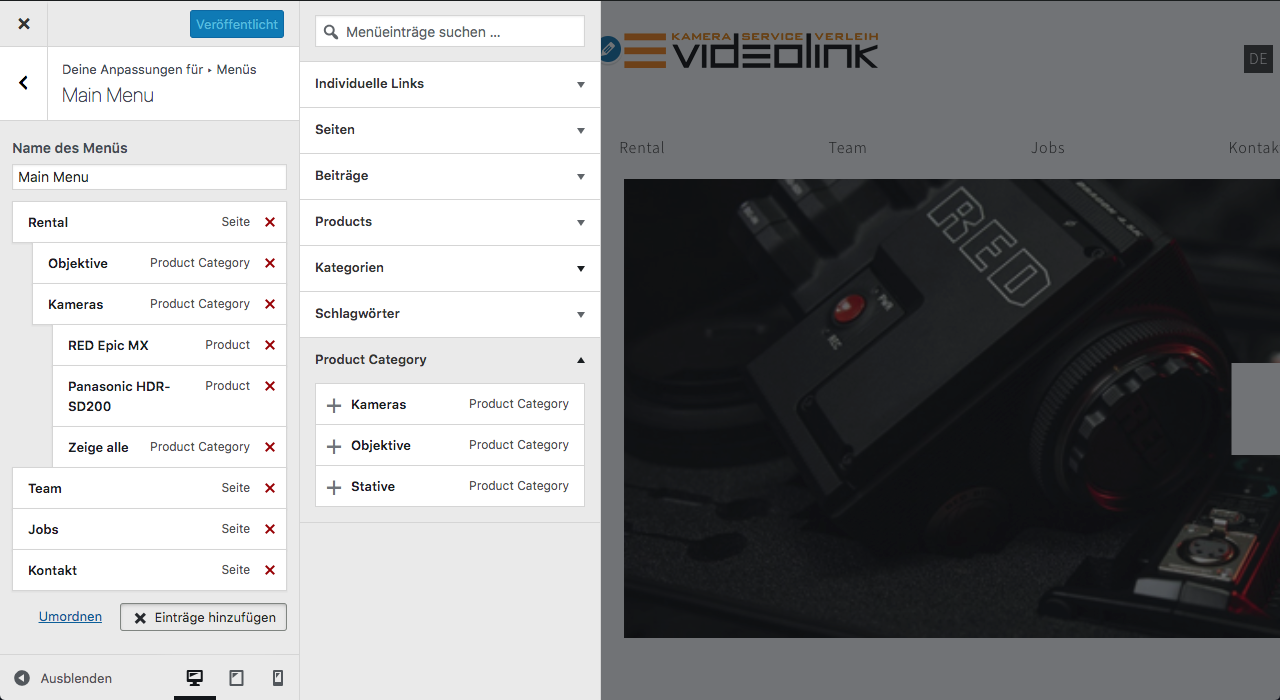 Veröffentlicht
Deine Anpassungen für ▸ Menüs
Main Menu
Name des Menüs
Main Menu
Rental Seite
Objektive Product Category
Kameras Product Category
RED Epic MX Product
Panasonic HDR-
SD200 Product
Zeige alle Product Category
Team Seite
Jobs Seite
Kontakt Seite
Umordnen Einträge hinzufügen
Ausblenden
Menüeinträge suchen ...
Individuelle Links
Seiten
Beiträge
Products
Kategorien
Schlagwörter
Product Category
Kameras Product Category
Objektive Product Category
Stative Product Category
KAMERA SERVICE VERLEIH
VIDEOLINK
DE
Rental Team Jobs Kontak
RED
PWR
REC